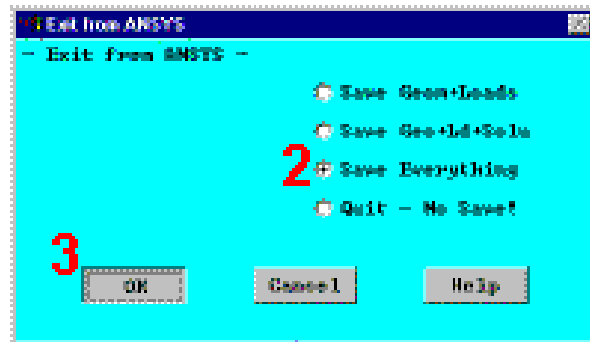 Exit from ANSYS
- Exit from ANSYS -
Save Geom+Loads
Save Geo+Ld+Solu
2 Save Everything
Quit - No Save!
3
OK Cancel Help